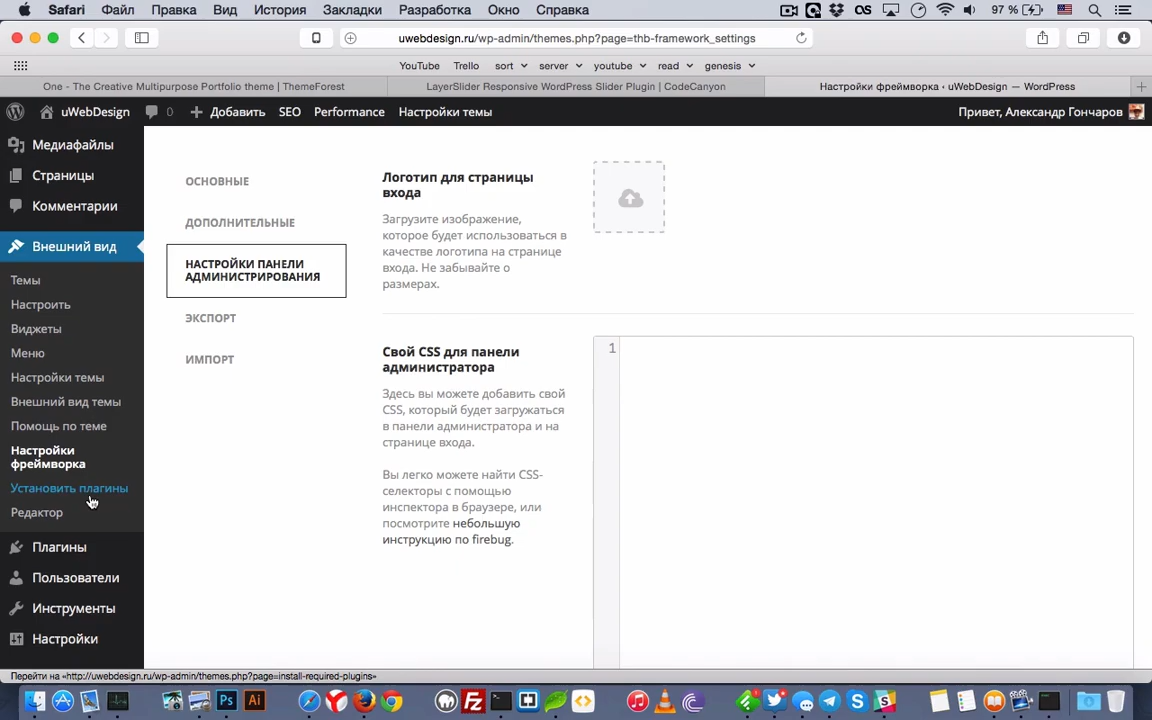 Safari Файл Правка Вид История Закладки Разработка Окно Справка 97 %
uwebdesign.ru/wp-admin/themes.php?page=thb-framework_settings
YouTube Trello sort server youtube read genesis
One - The Creative Multipurpose Portfolio theme | ThemeForest LayerSlider Responsive WordPress Slider Plugin | CodeCanyon Настройки фреймворка ‹ uWebDesign — WordPress
uWebDesign 0 Добавить SEO Performance Настройки темы Привет, Александр Гончаров
Медиафайлы
Страницы
Комментарии
Внешний вид
Темы
Настроить
Виджеты
Меню
Настройки темы
Внешний вид темы
Помощь по теме
Настройки
фреймворка
Установить плагины
Редактор
Плагины
Пользователи
Инструменты
Настройки
ОСНОВНЫЕ
ДОПОЛНИТЕЛЬНЫЕ
НАСТРОЙКИ ПАНЕЛИ
АДМИНИСТРИРОВАНИЯ
ЭКСПОРТ
ИМПОРТ
Логотип для страницы
входа
Загрузите изображение,
которое будет использоваться в
качестве логотипа на странице
входа. Не забывайте о
размерах.
Свой CSS для панели
администратора
Здесь вы можете добавить свой
CSS, который будет загружаться
в панели администратора и на
странице входа.
Вы легко можете найти CSS-
селекторы с помощью
инспектора в браузере, или
посмотрите небольшую
инструкцию по firebug.
1
Перейти на «http://uwebdesign.ru/wp-admin/themes.php?page=install-required-plugins»
Ps Ai